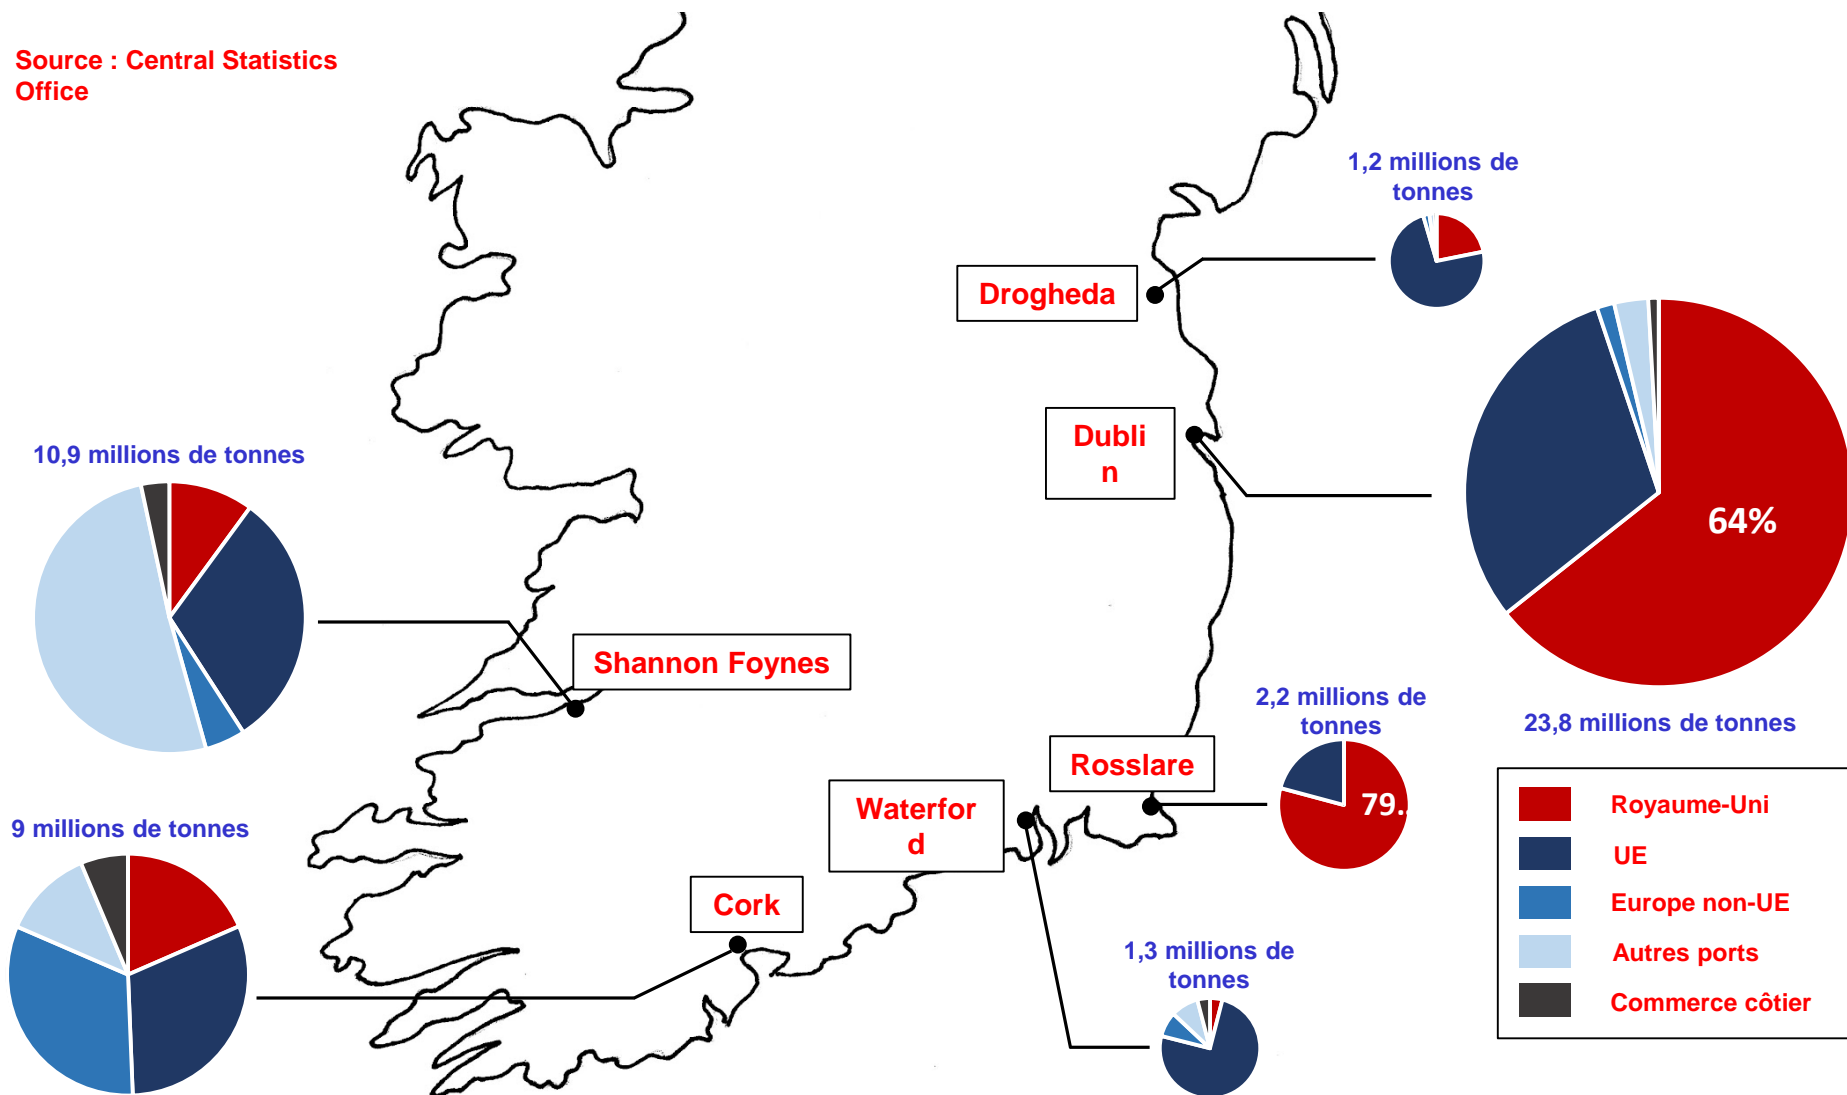 Source : Central Statistics
Office
1,2 millions de
tonnes
Drogheda
Dubli
n
64%
10,9 millions de tonnes
Shannon Foynes
2,2 millions de
tonnes
23,8 millions de tonnes
Rosslare
79.
Waterfor
d
9 millions de tonnes
Cork
1,3 millions de
tonnes
Royaume-Uni
UE
Europe non-UE
Autres ports
Commerce côtier